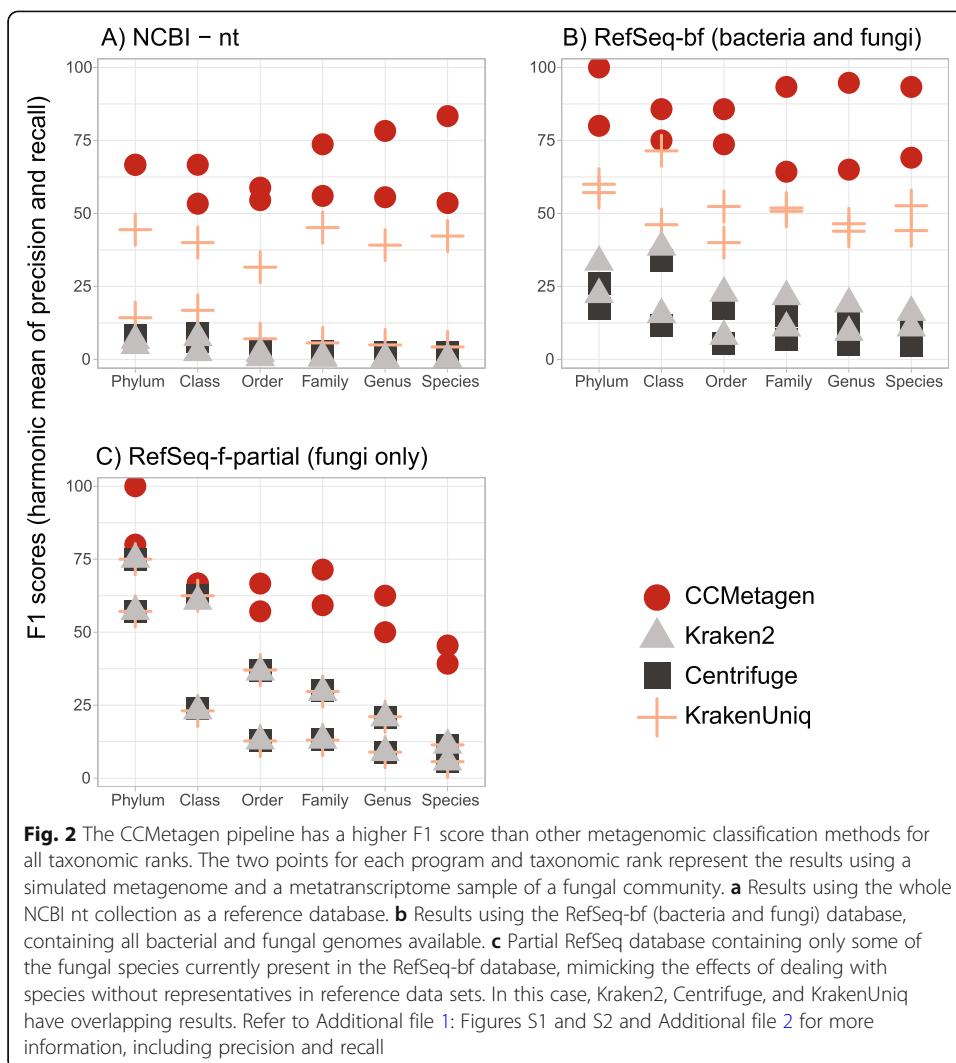 A) NCBI – nt
B) RefSeq-bf (bacteria and fungi)
F1 scores (harmonic mean of precision and recall)
100
75
50
25
0
Phylum Class Order Family Genus Species
100
75
50
25
0
Phylum Class Order Family Genus Species
C) RefSeq-f-partial (fungi only)
100
75
50
25
0
Phylum Class Order Family Genus Species
CCMetagen
Kraken2
Centrifuge
KrakenUniq
Fig. 2 The CCMetagen pipeline has a higher F1 score than other metagenomic classification methods for
all taxonomic ranks. The two points for each program and taxonomic rank represent the results using a
simulated metagenome and a metatranscriptome sample of a fungal community. a Results using the whole
NCBI nt collection as a reference database. b Results using the RefSeq-bf (bacteria and fungi) database,
containing all bacterial and fungal genomes available. c Partial RefSeq database containing only some of
the fungal species currently present in the RefSeq-bf database, mimicking the effects of dealing with
species without representatives in reference data sets. In this case, Kraken2, Centrifuge, and KrakenUniq
have overlapping results. Refer to Additional file 1: Figures S1 and S2 and Additional file 2 for more
information, including precision and recall